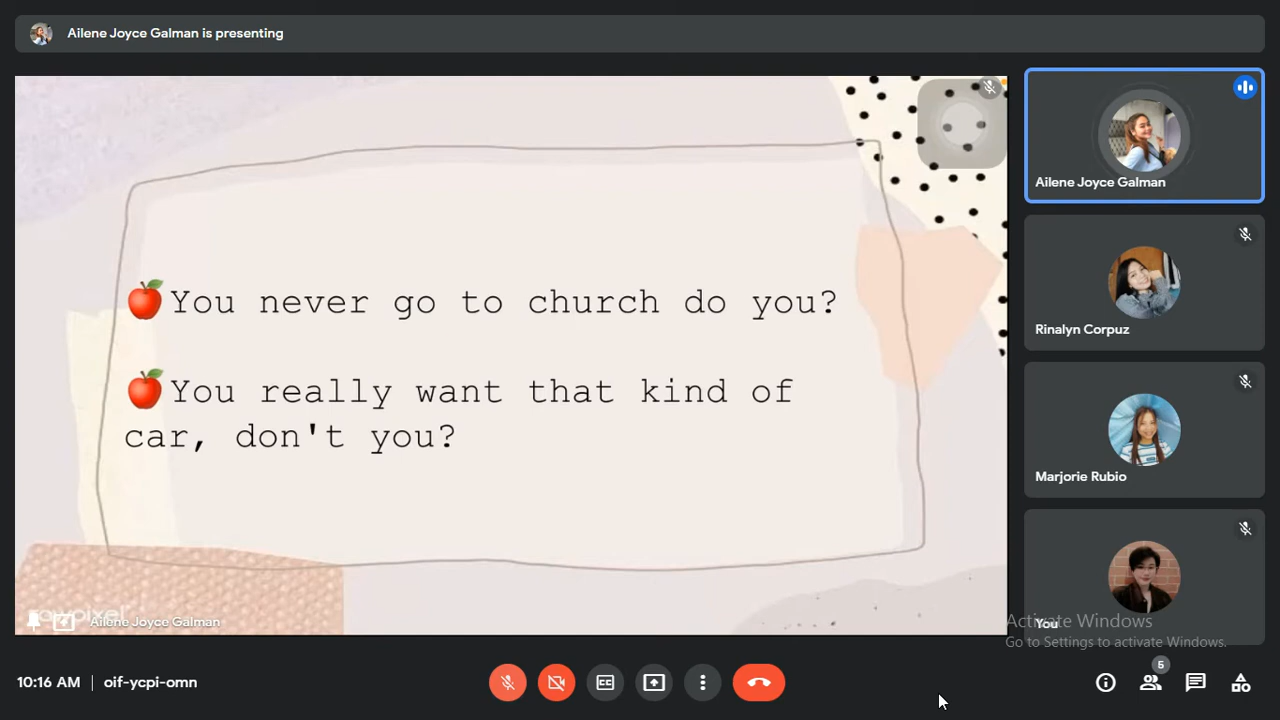 Ailene Joyce Galman is presenting
You never go to church do you?
You really want that kind of
car, don't you?
rawpixel
Ailene Joyce Galman
Ailene Joyce Galman
Rinalyn Corpuz
Marjorie Rubio
You
Activate Windows
Go to Settings to activate Windows.
10:16 AM | oif-ycpi-omn
CC
5